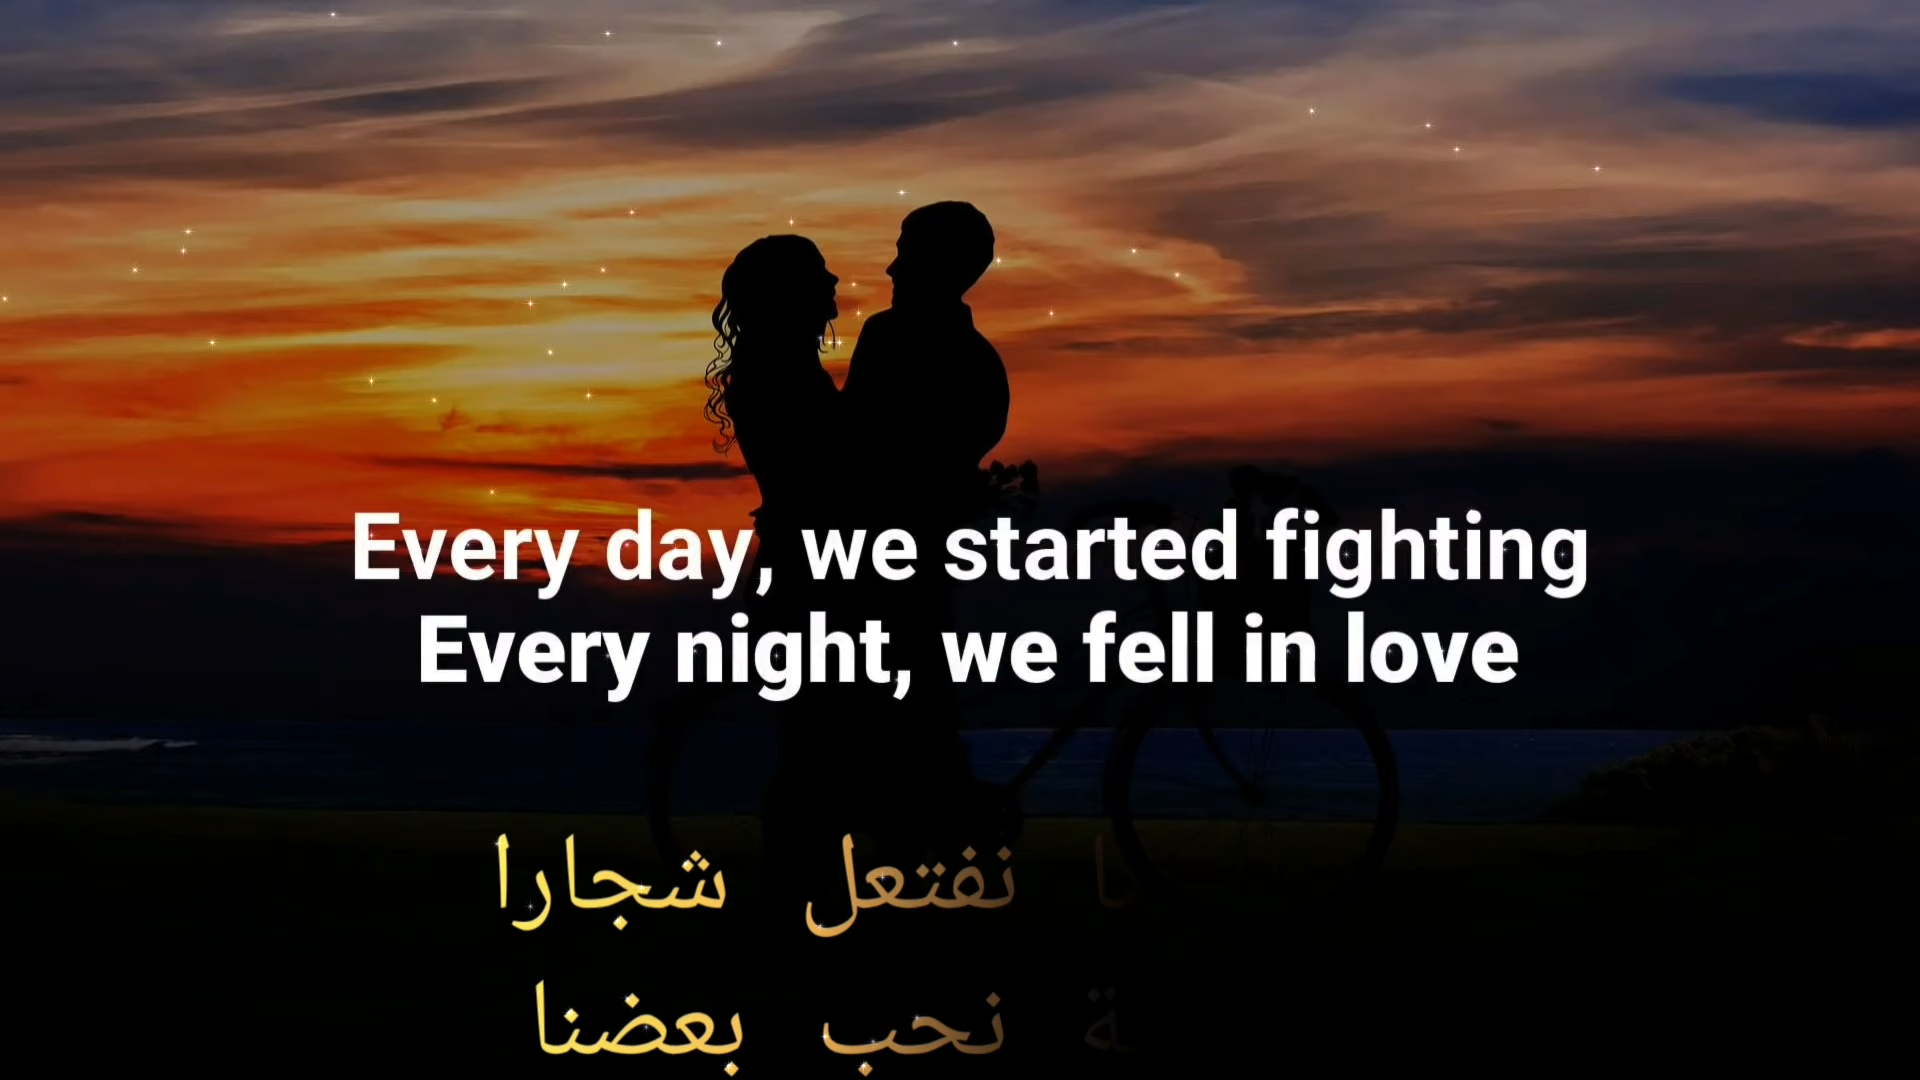 Every day, we started fighting
Every night, we fell in love
نفتعل شجارا
نحب بعضنا